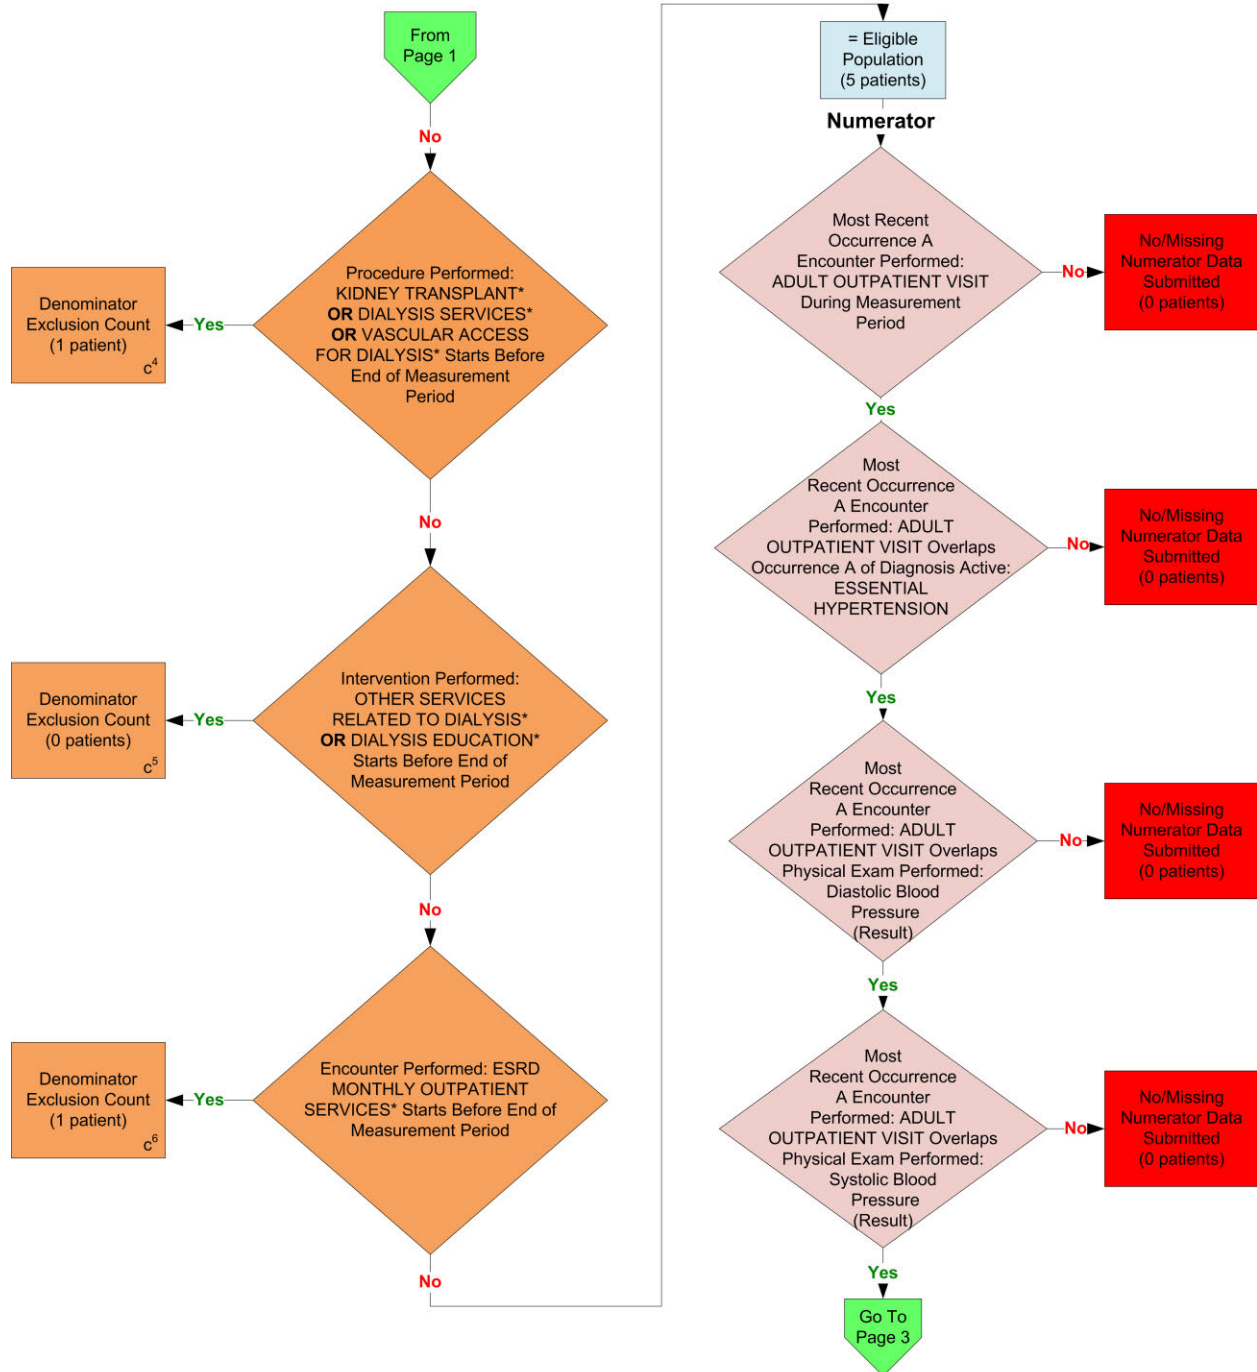 From
Page 1
No
Procedure Performed:
KIDNEY TRANSPLANT*
OR DIALYSIS SERVICES*
OR VASCULAR ACCESS
FOR DIALYSIS* Starts Before
End of Measurement
Period
Yes
Denominator
Exclusion Count
(1 patient)
c4
No
Intervention Performed:
OTHER SERVICES
RELATED TO DIALYSIS*
OR DIALYSIS EDUCATION*
Starts Before End of
Measurement Period
Yes
Denominator
Exclusion Count
(0 patients)
c5
No
Encounter Performed: ESRD
MONTHLY OUTPATIENT
SERVICES* Starts Before End of
Measurement Period
Yes
Denominator
Exclusion Count
(1 patient)
c6
No
= Eligible
Population
(5 patients)
Numerator
Most Recent
Occurrence A
Encounter Performed:
ADULT OUTPATIENT VISIT
During Measurement
Period
No
No/Missing
Numerator Data
Submitted
(0 patients)
Yes
Most
Recent Occurrence
A Encounter
Performed: ADULT
OUTPATIENT VISIT Overlaps
Occurrence A of Diagnosis Active:
ESSENTIAL
HYPERTENSION
No
No/Missing
Numerator Data
Submitted
(0 patients)
Yes
Most
Recent Occurrence
A Encounter
Performed: ADULT
OUTPATIENT VISIT Overlaps
Physical Exam Performed:
Diastolic Blood
Pressure
(Result)
No
No/Missing
Numerator Data
Submitted
(0 patients)
Yes
Most
Recent Occurrence
A Encounter
Performed: ADULT
OUTPATIENT VISIT Overlaps
Physical Exam Performed:
Systolic Blood
Pressure
(Result)
No
No/Missing
Numerator Data
Submitted
(0 patients)
Yes
Go To
Page 3